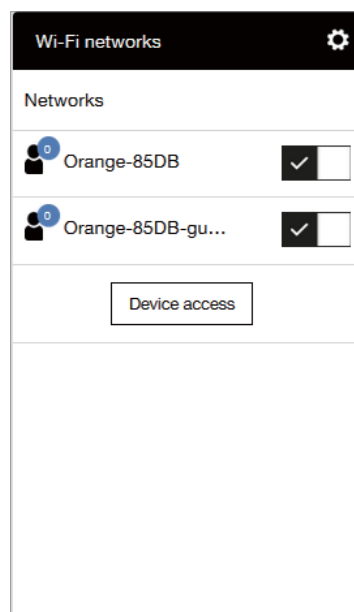 Wi-Fi networks
Networks
0
Orange-85DB
0
Orange-85DB-gu...
Device access